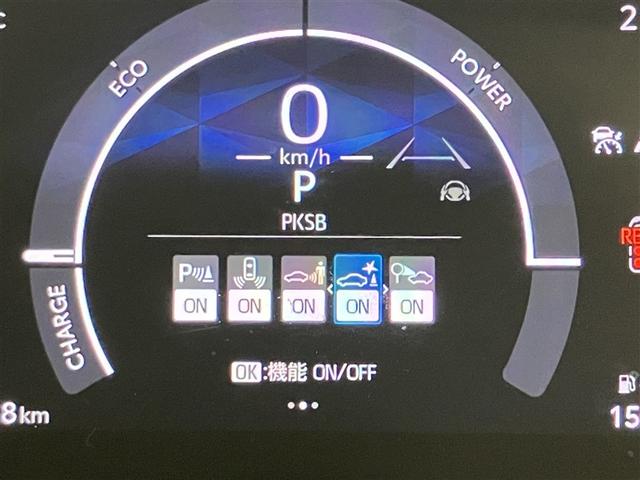 ECO
POWER
0
km/h
P
PKSB
P
ON ON ON ON ON
OK:機能 ON/OFF
CHARGE
8km
15